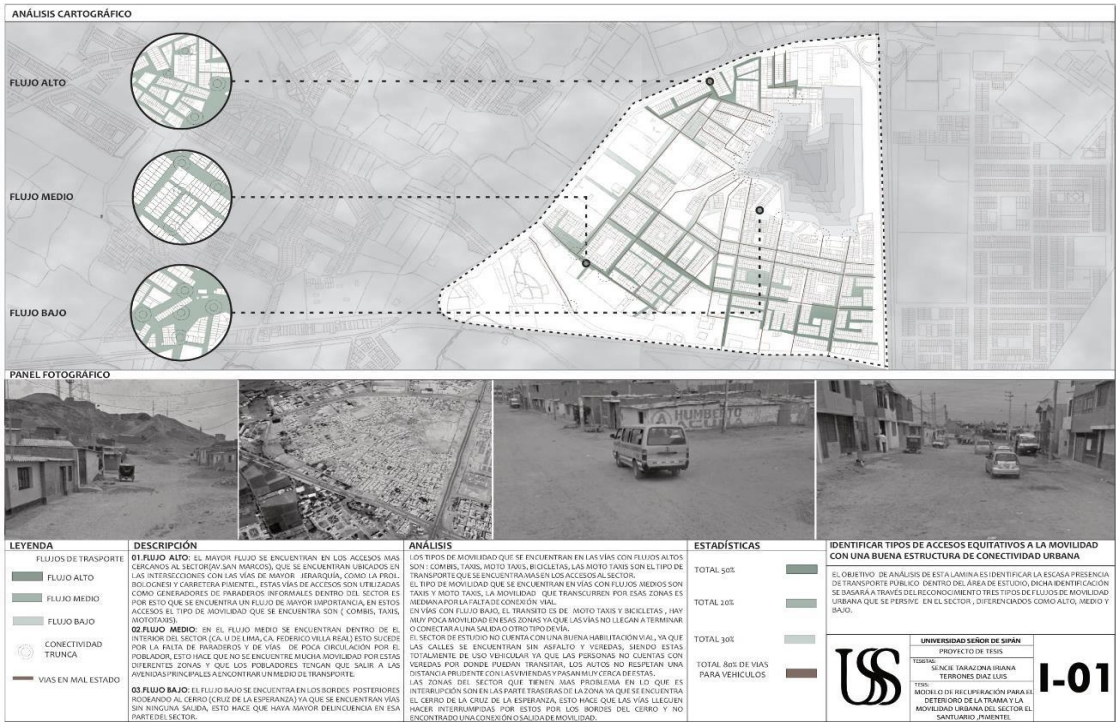 ANÁLISIS CARTOGRÁFICO
FLUJO ALTO
FLUJO MEDIO
FLUJO BAJO
PANEL FOTOGRÁFICO
HUMBERTO
ACUÑA
LEYENDA
FLUJOS DE TRASPORTE
FLUJO ALTO
FLUJO MEDIO
FLUJO BAJO
CONECTIVIDAD
TRUNCA
VIAS EN MAL ESTADO
DESCRIPCIÓN
01.FLUJO ALTO: EL MAYOR FLUJO SE ENCUENTRAN EN LOS ACCESOS MAS
CERCANOS AL SECTOR(AV.SAN MARCOS), QUE SE ENCUENTRAN UBICADOS
EN LAS INTERSECCIONES CON LAS VÍAS DE MAYOR JERARQUÍA, COMO LA PROL.
BOLOGNESI Y CARRETERA PIMENTEL, ESTAS VÍAS DE ACCESOS SON UTILIZADAS
COMO GENERADORES DE PARADEROS INFORMALES DENTRO DEL SECTOR ES
POR ESTO QUE SE ENCUENTRA UN FLUJO DE MAYOR IMPORTANCIA, EN ESTOS
ACCESOS EL TIPO DE MOVILIDAD QUE SE ENCUENTRA SON ( COMBIS, TAXIS,
MOTOTAXIS).
02.FLUJO MEDIO: EN EL FLUJO MEDIO SE ENCUENTRAN DENTRO DE EL
INTERIOR DEL SECTOR (CA. U DE LIMA, CA. FEDERICO VILLA REAL) ESTO SUCEDE
POR LA FALTA DE PARADEROS Y DE VÍAS DE POCA CIRCULACIÓN POR EL
POBLADOR, ESTO HACE QUE NO SE ENCUENTRE MUCHA MOVILIDAD POR ESTAS
DIFERENTES ZONAS Y QUE LOS POBLADORES TENGAN QUE SALIR A LAS
AVENIDAS PRINCIPALES A ENCONTRAR UN MEDIO DE TRANSPORTE.
03.FLUJO BAJO: EL FLUJO BAJO SE ENCUENTRA EN LOS BORDES POSTERIORES
RODEANDO AL CERRO (CRUZ DE LA ESPERANZA) YA QUE SE ENCUENTRAN VÍAS
SIN NINGUNA SALIDA, ESTO HACE QUE HAYA MAYOR DELINCUENCIA EN ESA
PARTE DEL SECTOR.
ANÁLISIS
LOS TIPOS DE MOVILIDAD QUE SE ENCUENTRAN EN LAS VÍAS CON FLUJOS ALTOS
SON : COMBIS, TAXIS, MOTO TAXIS, BICICLETAS, LAS MOTO TAXIS SON EL TIPO DE
TRANSPORTE QUE SE ENCUENTRA MAS EN LOS ACCESOS AL SECTOR.
EL TIPO DE MOVILIDAD QUE SE ENCUENTRAN EN VÍAS CON FLUJOS MEDIOS SON
TAXIS Y MOTO TAXIS, LA MOVILIDAD QUE TRANSCURREN POR ESAS ZONAS ES
MEDIANA POR LA FALTA DE CONEXIÓN VIAL.
EN VÍAS CON FLUJO BAJO, EL TRANSITO ES DE MOTO TAXIS Y BICICLETAS , HAY
MUY POCA MOVILIDAD EN ESAS ZONAS YA QUE LAS VÍAS NO LLEGAN A TERMINAR
O CONECTAR A UNA SALIDA O OTRO TIPO DE VÍA.
EL SECTOR DE ESTUDIO NO CUENTA CON UNA BUENA HABILITACIÓN VIAL, YA QUE
LAS CALLES SE ENCUENTRAN SIN ASFALTO Y VEREDAS, SIENDO ESTAS
TOTALMENTE DE USO VEHICULAR YA QUE LAS PERSONAS NO CUENTAS CON
VEREDAS POR DONDE PUEDAN TRANSITAR, LOS AUTOS NO RESPETAN UNA
DISTANCIA PRUDENTE CON LAS VIVIENDAS Y PASAN MUY CERCA DE ESTAS.
LAS ZONAS DEL SECTOR QUE TIENEN MAS PROBLEMA EN LO QUE ES
INTERRUPCIÓN SON EN LA PARTE TRASERAS DE LA ZONA YA QUE SE ENCUENTRA
EL CERRO DE LA CRUZ DE LA ESPERANZA, ESTO HACE QUE LAS VÍAS LLEGUEN
HACER INTERRUMPIDAS POR ESTOS POR LOS BORDES DEL CERRO Y NO
ENCONTRADO UNA CONEXIÓN O SALIDA DE MOVILIDAD.
ESTADÍSTICAS
TOTAL 50%
TOTAL 20%
TOTAL 30%
TOTAL 80% DE VIAS
PARA VEHICULOS
IDENTIFICAR TIPOS DE ACCESOS EQUITATIVOS A LA MOVILIDAD
CON UNA BUENA ESTRUCTURA DE CONECTIVIDAD URBANA
EL OBJETIVO DE ANÁLISIS DE ESTA LAMINA ES IDENTIFICAR LA ESCASA PRESENCIA
DE TRANSPORTE PÚBLICO DENTRO DEL ÁREA DE ESTUDIO, DICHA IDENTIFICACIÓN
SE BASARÁ A TRAVÉS DEL RECONOCIMIENTO TRES TIPOS DE FLUJOS DE MOVILIDAD
URBANA QUE SE PERSIVE EN EL SECTOR , DIFERENCIADOS COMO ALTO, MEDIO Y
BAJO.
USS
UNIVERSIDAD SEÑOR DE SIPÁN
PROYECTO DE TESIS
TESISTAS:
SENCIE TARAZONA IRIANA
TERRONES DIAZ LUIS
TESIS:
MODELO DE RECUPERACIÓN PARA EL
DETERIORO DE LA TRAMA Y LA
MOVILIDAD URBANA DEL SECTOR EL
SANTUARIO ,PIMENTEL
I-01